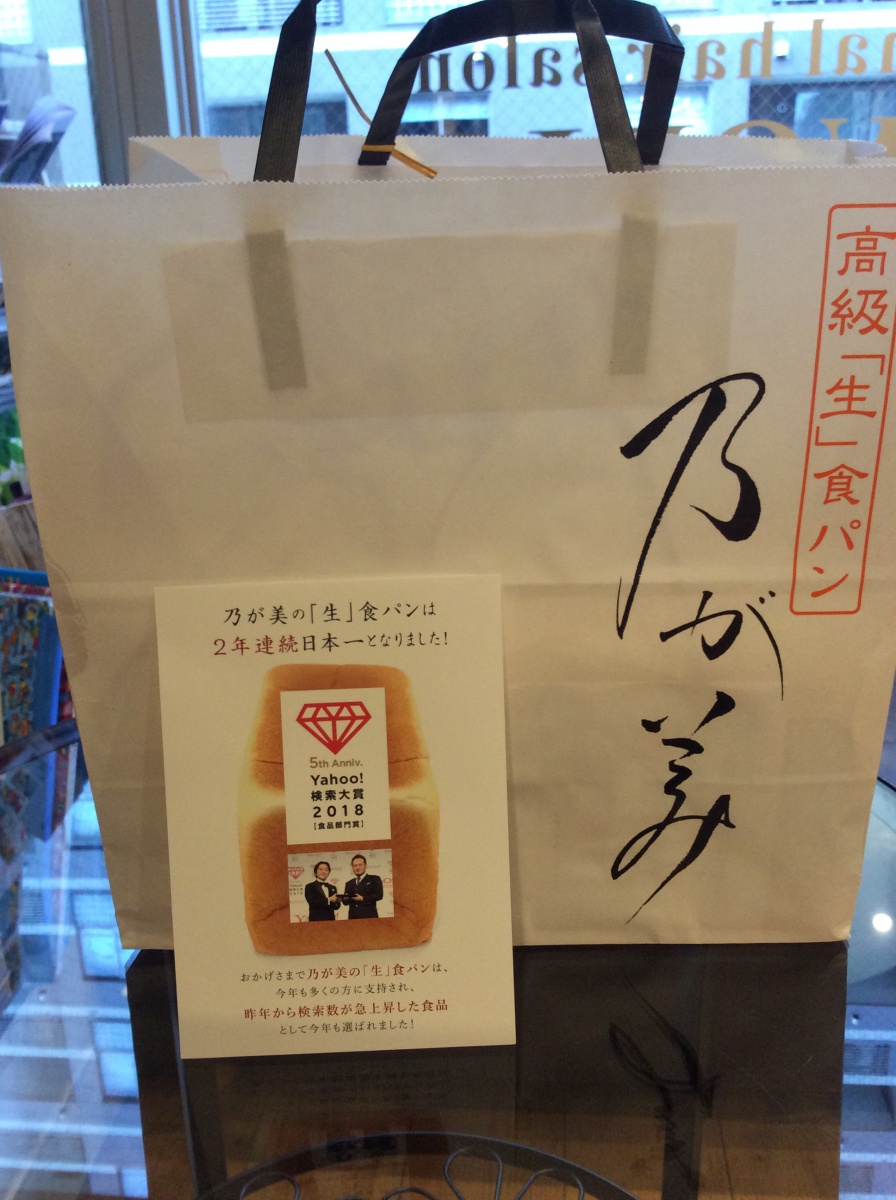 nal hair salon
高級「生」食パン
乃が美
乃が美の「生」食パンは
2年連続日本一となりました!
5th Anniv.
Yahoo!
検索大賞
2018
【食品部門賞】
おかげさまで乃が美の「生」食パンは、
今年も多くの方に支持され、
昨年から検索数が急上昇した食品
として今年も選ばれました!